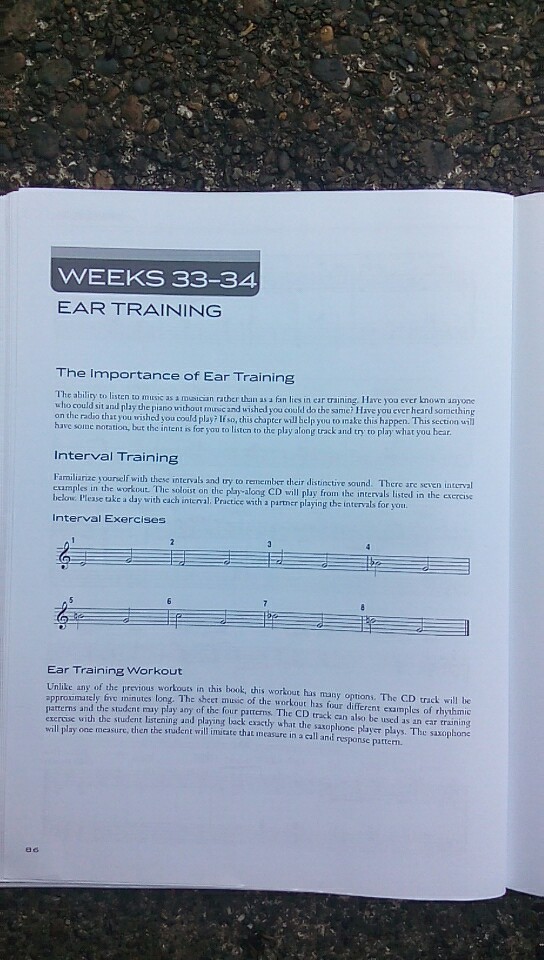 WEEKS 33-34
EAR TRAINING
The Importance of Ear Training
The ability to listen to music as a musician rather than as a fan lies in ear training. Have you ever known anyone
who could sit and play the piano without music and wished you could do the same? Have you ever heard something
on the radio that you wished you could play? If so, this chapter will help you to make this happen. This section will
have some notation, but the intent is for you to listen to the play along track and try to play what you hear.
Interval Training
Familiarize yourself with these intervals and try to remember their distinctive sound. There are seven interval
examples in the workout. The soloist on the play-along CD will play from the intervals listed in the exercise
below. Please take a day with each interval. Practice with a partner playing the intervals for you.
Interval Exercises
1 2 3 4
5 6 7 8
Ear Training Workout
Unlike any of the previous workouts in this book, this workout has many options. The CD track will be
approximately five minutes long. The sheet music of the workout has four different examples of rhythmic
patterns and the student may play any of the four patterns. The CD track can also be used as an ear training
exercise with the student listening and playing back exactly what the saxophone player plays. The saxophone
will play one measure, then the student will imitate that measure in a call and response pattern.
86